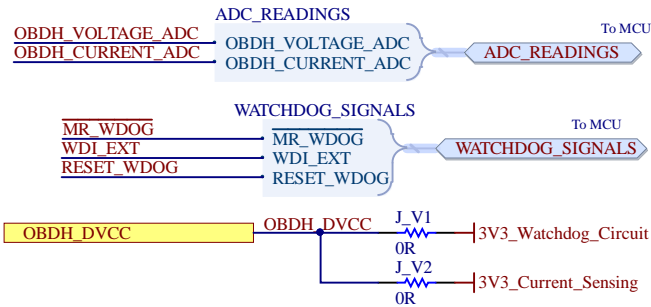 ADC_READINGS
To MCU
OBDH_VOLTAGE_ADC OBDH_VOLTAGE_ADC
OBDH_CURRENT_ADC OBDH_CURRENT_ADC
ADC_READINGS
WATCHDOG_SIGNALS
To MCU
MR_WDOG MR_WDOG
WDI_EXT WDI_EXT
RESET_WDOG RESET_WDOG
WATCHDOG_SIGNALS
OBDH_DVCC OBDH_DVCC J_V1 0R 3V3_Watchdog_Circuit
J_V2 0R 3V3_Current_Sensing